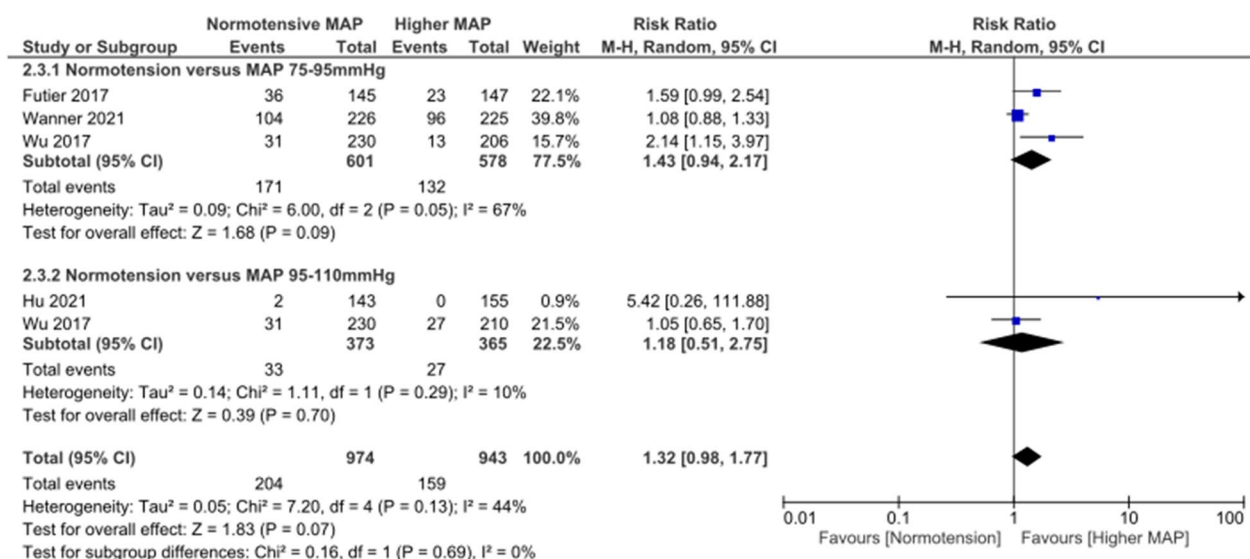 Normotensive MAP Higher MAP Risk Ratio Risk Ratio
Study or Subgroup Events Total Events Total Weight M-H, Random, 95% CI M-H, Random, 95% CI
2.3.1 Normotension versus MAP 75-95mmHg
Futier 2017 36 145 23 147 22.1% 1.59 [0.99, 2.54]
Wanner 2021 104 226 96 225 39.8% 1.08 [0.88, 1.33]
Wu 2017 31 230 13 206 15.7% 2.14 [1.15, 3.97]
Subtotal (95% CI) 601 578 77.5% 1.43 [0.94, 2.17]
Total events 171 132
Heterogeneity: Tau² = 0.09; Chi² = 6.00, df = 2 (P = 0.05); I² = 67%
Test for overall effect: Z = 1.68 (P = 0.09)
2.3.2 Normotension versus MAP 95-110mmHg
Hu 2021 2 143 0 155 0.9% 5.42 [0.26, 111.88]
Wu 2017 31 230 27 210 21.5% 1.05 [0.65, 1.70]
Subtotal (95% CI) 373 365 22.5% 1.18 [0.51, 2.75]
Total events 33 27
Heterogeneity: Tau² = 0.14; Chi² = 1.11, df = 1 (P = 0.29); I² = 10%
Test for overall effect: Z = 0.39 (P = 0.70)
Total (95% CI) 974 943 100.0% 1.32 [0.98, 1.77]
Total events 204 159
Heterogeneity: Tau² = 0.05; Chi² = 7.20, df = 4 (P = 0.13); I² = 44%
Test for overall effect: Z = 1.83 (P = 0.07)
Test for subgroup differences: Chi² = 0.16, df = 1 (P = 0.69), I² = 0%
0.01 0.1 1 10 100
Favours [Normotension] Favours [Higher MAP]